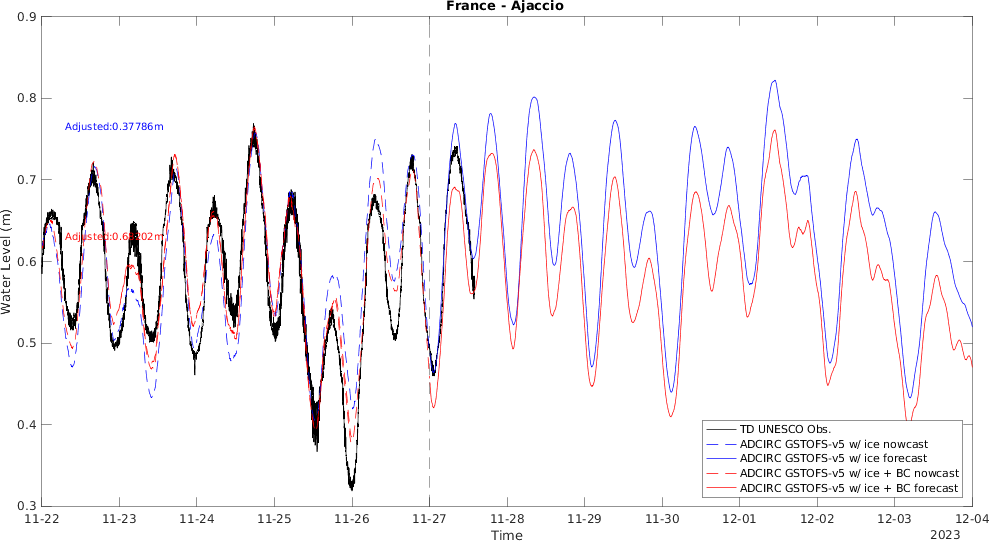 France - Ajaccio
Water Level (m)
0.9
0.8
0.7
0.6
0.5
0.4
0.3
Adjusted:0.37786m
TD UNESCO Obs.
ADCIRC GSTOFS-v5 w/ ice nowcast
ADCIRC GSTOFS-v5 w/ ice forecast
ADCIRC GSTOFS-v5 w/ ice + BC nowcast
ADCIRC GSTOFS-v5 w/ ice + BC forecast
11-22 11-23 11-24 11-25 11-26 11-27 11-28 11-29 11-30 12-01 12-02 12-03 12-04
Time
2023